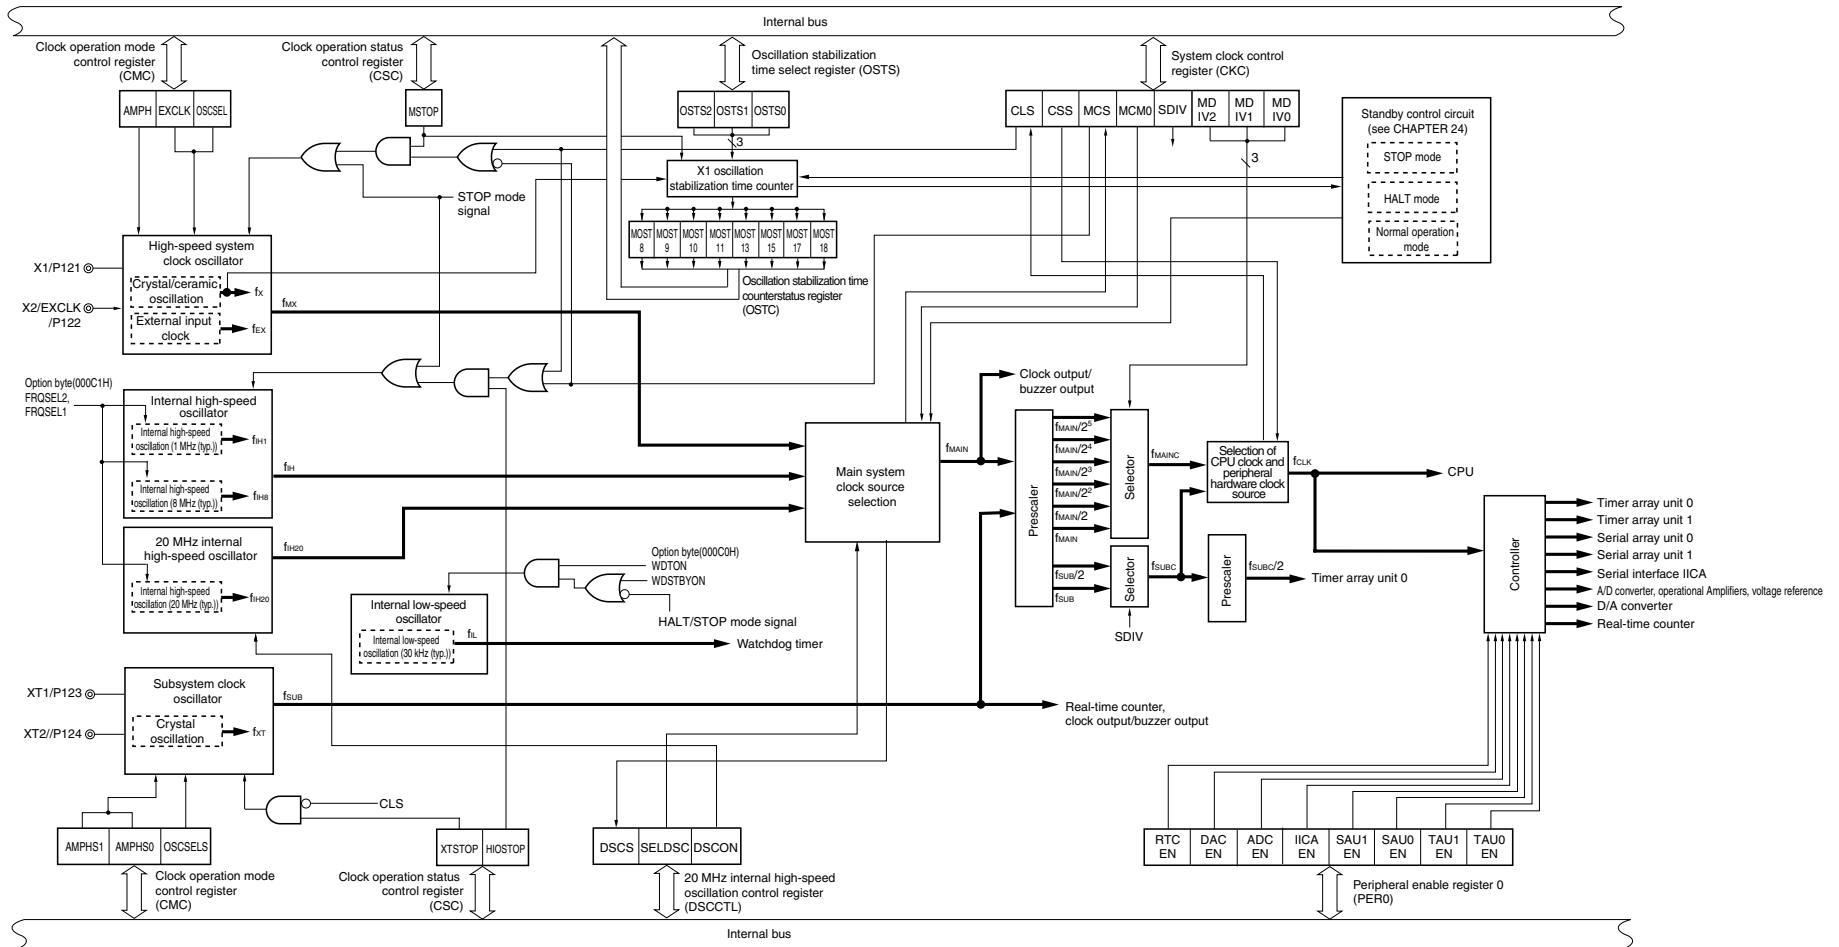 Internal bus
Clock operation mode
control register
(CMC)
Clock operation status
control register
(CSC)
Oscillation stabilization
time select register (OSTS)
System clock control
register (CKC)
AMPH EXCLK OSCSEL
MSTOP
OSTS2 OSTS1 OSTS0
CLS CSS MCS MCM0 SDIV MD IV2 MD IV1 MD IV0
Standby control circuit
(see CHAPTER 24)
STOP mode
HALT mode
Normal operation
mode
3
3
X1 oscillation
stabilization time counter
STOP mode
signal
MOST 8 MOST 9 MOST 10 MOST 11 MOST 13 MOST 15 MOST 17 MOST 18
Oscillation stabilization time
counterstatus register
(OSTC)
High-speed system
clock oscillator
X1/P121
Crystal/ceramic
oscillation
fX
X2/EXCLK
/P122
External input
clock
fEX
fMX
Option byte(000C1H)
FRQSEL2,
FRQSEL1
Internal high-speed
oscillator
Internal high-speed
oscillation (1 MHz (typ.))
fIH1
Internal high-speed
oscillation (8 MHz (typ.))
fIH8
fIH
20 MHz internal
high-speed oscillator
Internal high-speed
oscillation (20 MHz (typ.))
fIH20
fIH20
Main system
clock source
selection
fMAIN
Clock output/
buzzer output
Prescaler
fMAIN/2⁵
fMAIN/2⁴
fMAIN/2³
fMAIN/2²
fMAIN/2
fMAIN
Selector
fMAINC
Selection of
CPU clock and
peripheral
hardware clock
source
fCLK
CPU
fSUB/2
fSUB
Selector
SDIV
fSUBC
Prescaler
fSUBC/2
Timer array unit 0
Controller
Timer array unit 0
Timer array unit 1
Serial array unit 0
Serial array unit 1
Serial interface IICA
A/D converter, operational Amplifiers, voltage reference
D/A converter
Real-time counter
Option byte(000C0H)
WDTON
WDSTBYON
HALT/STOP mode signal
Internal low-speed
oscillator
Internal low-speed
oscillation (30 kHz (typ.))
fIL
Watchdog timer
Subsystem clock
oscillator
XT1/P123
XT2//P124
Crystal
oscillation
fXT
fSUB
Real-time counter,
clock output/buzzer output
CLS
AMPHS1 AMPHS0 OSCSELS
XTSTOP HIOSTOP
DSCS SELDSC DSCON
RTC EN DAC EN ADC EN IICA EN SAU1 EN SAU0 EN TAU1 EN TAU0 EN
Clock operation mode
control register
(CMC)
Clock operation status
control register
(CSC)
20 MHz internal high-speed
oscillation control register
(DSCCTL)
Peripheral enable register 0
(PER0)
Internal bus